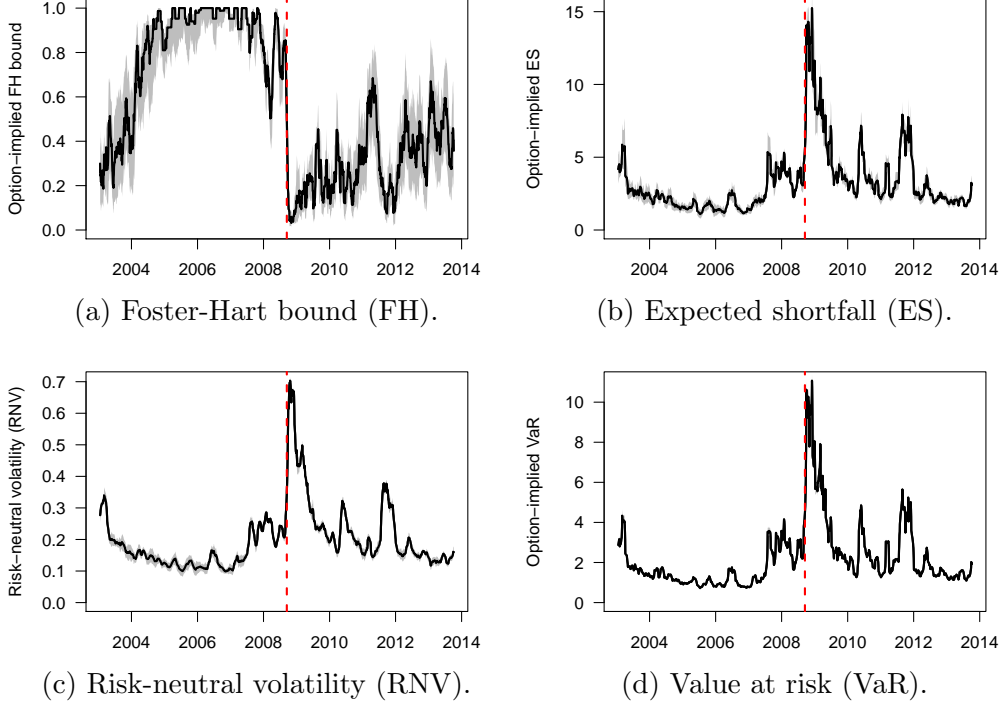 Option−implied FH bound
1.0
0.8
0.6
0.4
0.2
0.0
2004 2006 2008 2010 2012 2014
(a) Foster-Hart bound (FH).
Option−implied ES
15
10
5
0
2004 2006 2008 2010 2012 2014
(b) Expected shortfall (ES).
Risk−neutral volatility (RNV)
0.7
0.6
0.5
0.4
0.3
0.2
0.1
0.0
2004 2006 2008 2010 2012 2014
(c) Risk-neutral volatility (RNV).
Option−implied VaR
10
8
6
4
2
0
2004 2006 2008 2010 2012 2014
(d) Value at risk (VaR).